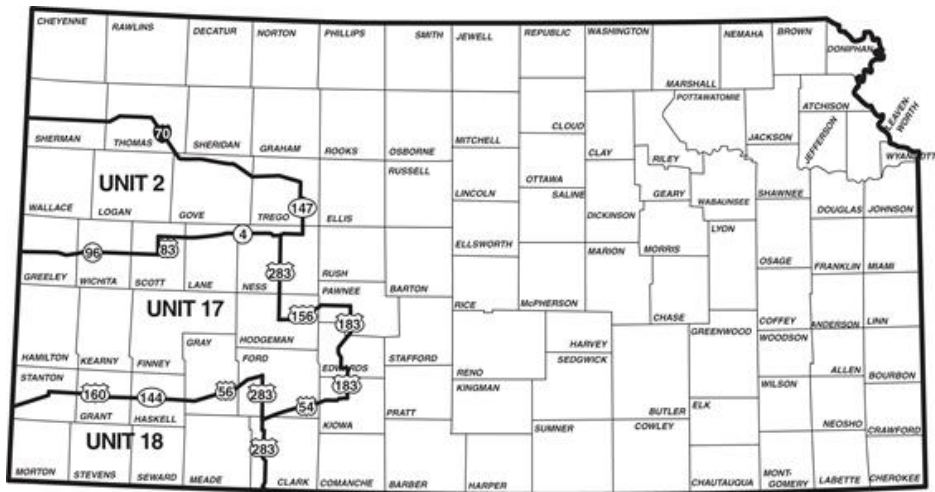 CHEYENNE
RAWLINS
DECATUR
NORTON
PHILLIPS
SMITH
JEWELL
REPUBLIC
WASHINGTON
MARSHALL
NEMAHA
BROWN
DONIPHAN
SHERMAN
THOMAS
70
SHERIDAN
GRAHAM
ROOKS
OSBORNE
MITCHELL
CLOUD
CLAY
RILEY
POTTAWATOMIE
JACKSON
ATCHISON
JEFFERSON
LEAVEN-
WORTH
WYANDOTT
UNIT 2
WALLACE
LOGAN
GOVE
TREGO
147
ELLIS
RUSSELL
LINCOLN
OTTAWA
SALINE
DICKINSON
GEARY
WABAUNSEE
SHAWNEE
DOUGLAS
JOHNSON
96
83
4
283
GREELEY
WICHITA
SCOTT
LANE
NESS
RUSH
BARTON
ELLSWORTH
RICE
McPHERSON
MARION
MORRIS
CHASE
LYON
OSAGE
FRANKLIN
MIAMI
UNIT 17
156
183
PAWNEE
HAMILTON
KEARNY
FINNEY
GRAY
HODGEMAN
FORD
EDWARDS
STAFFORD
RENO
HARVEY
SEDGWICK
GREENWOOD
COFFEY
WOODSON
ANDERSON
LINN
ALLEN
BOURBON
STANTON
160
GRANT
144
HASKELL
56
283
54
183
KIOWA
PRATT
KINGMAN
BUTLER
ELK
WILSON
NEOSHO
CRAWFORD
UNIT 18
MORTON
STEVENS
SEWARD
MEADE
283
CLARK
COMANCHE
BARBER
HARPER
SUMNER
COWLEY
CHAUTAUQUA
MONT-
GOMERY
LABETTE
CHEROKEE